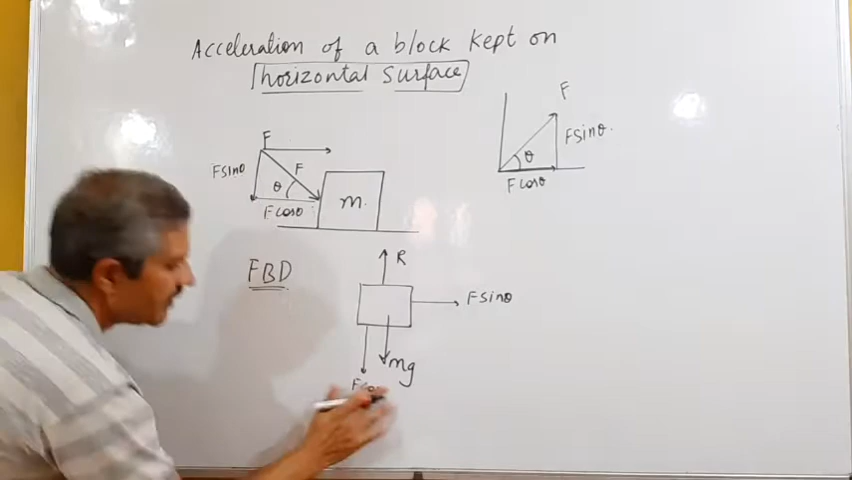 Acceleration of a block kept on
horizontal surface
F
F
Fsinθ
θ
Fcosθ
F
Fsinθ
θ
Fcosθ
m.
FBD
R
Fsinθ
mg